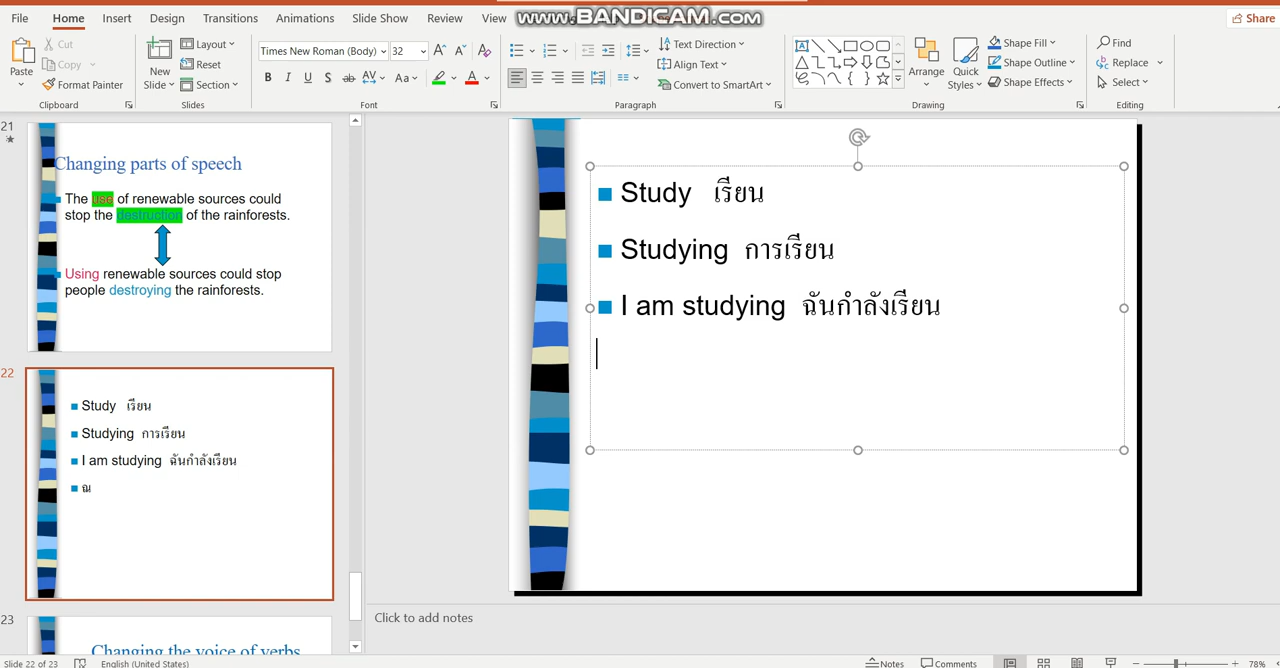 File Home Insert Design Transitions Animations Slide Show Review View www.BANDICAM.com Share
Paste Cut Copy Format Painter
Clipboard
New Slide Layout Reset Section
Slides
Times New Roman (Body) 32
B I U S ab AV Aa A
Font
Text Direction
Align Text
Convert to SmartArt
Paragraph
Arrange Quick Styles
Shape Fill
Shape Outline
Shape Effects
Drawing
Find
Replace
Select
Editing
21
Changing parts of speech
The use of renewable sources could
stop the destruction of the rainforests.
Using renewable sources could stop
people destroying the rainforests.
22
Study เรียน
Studying การเรียน
I am studying ฉันกำลังเรียน
ณ
23
Changing the voice of verbs
Study เรียน
Studying การเรียน
I am studying ฉันกำลังเรียน
Click to add notes
Slide 22 of 23 English (United States) Notes Comments 78%